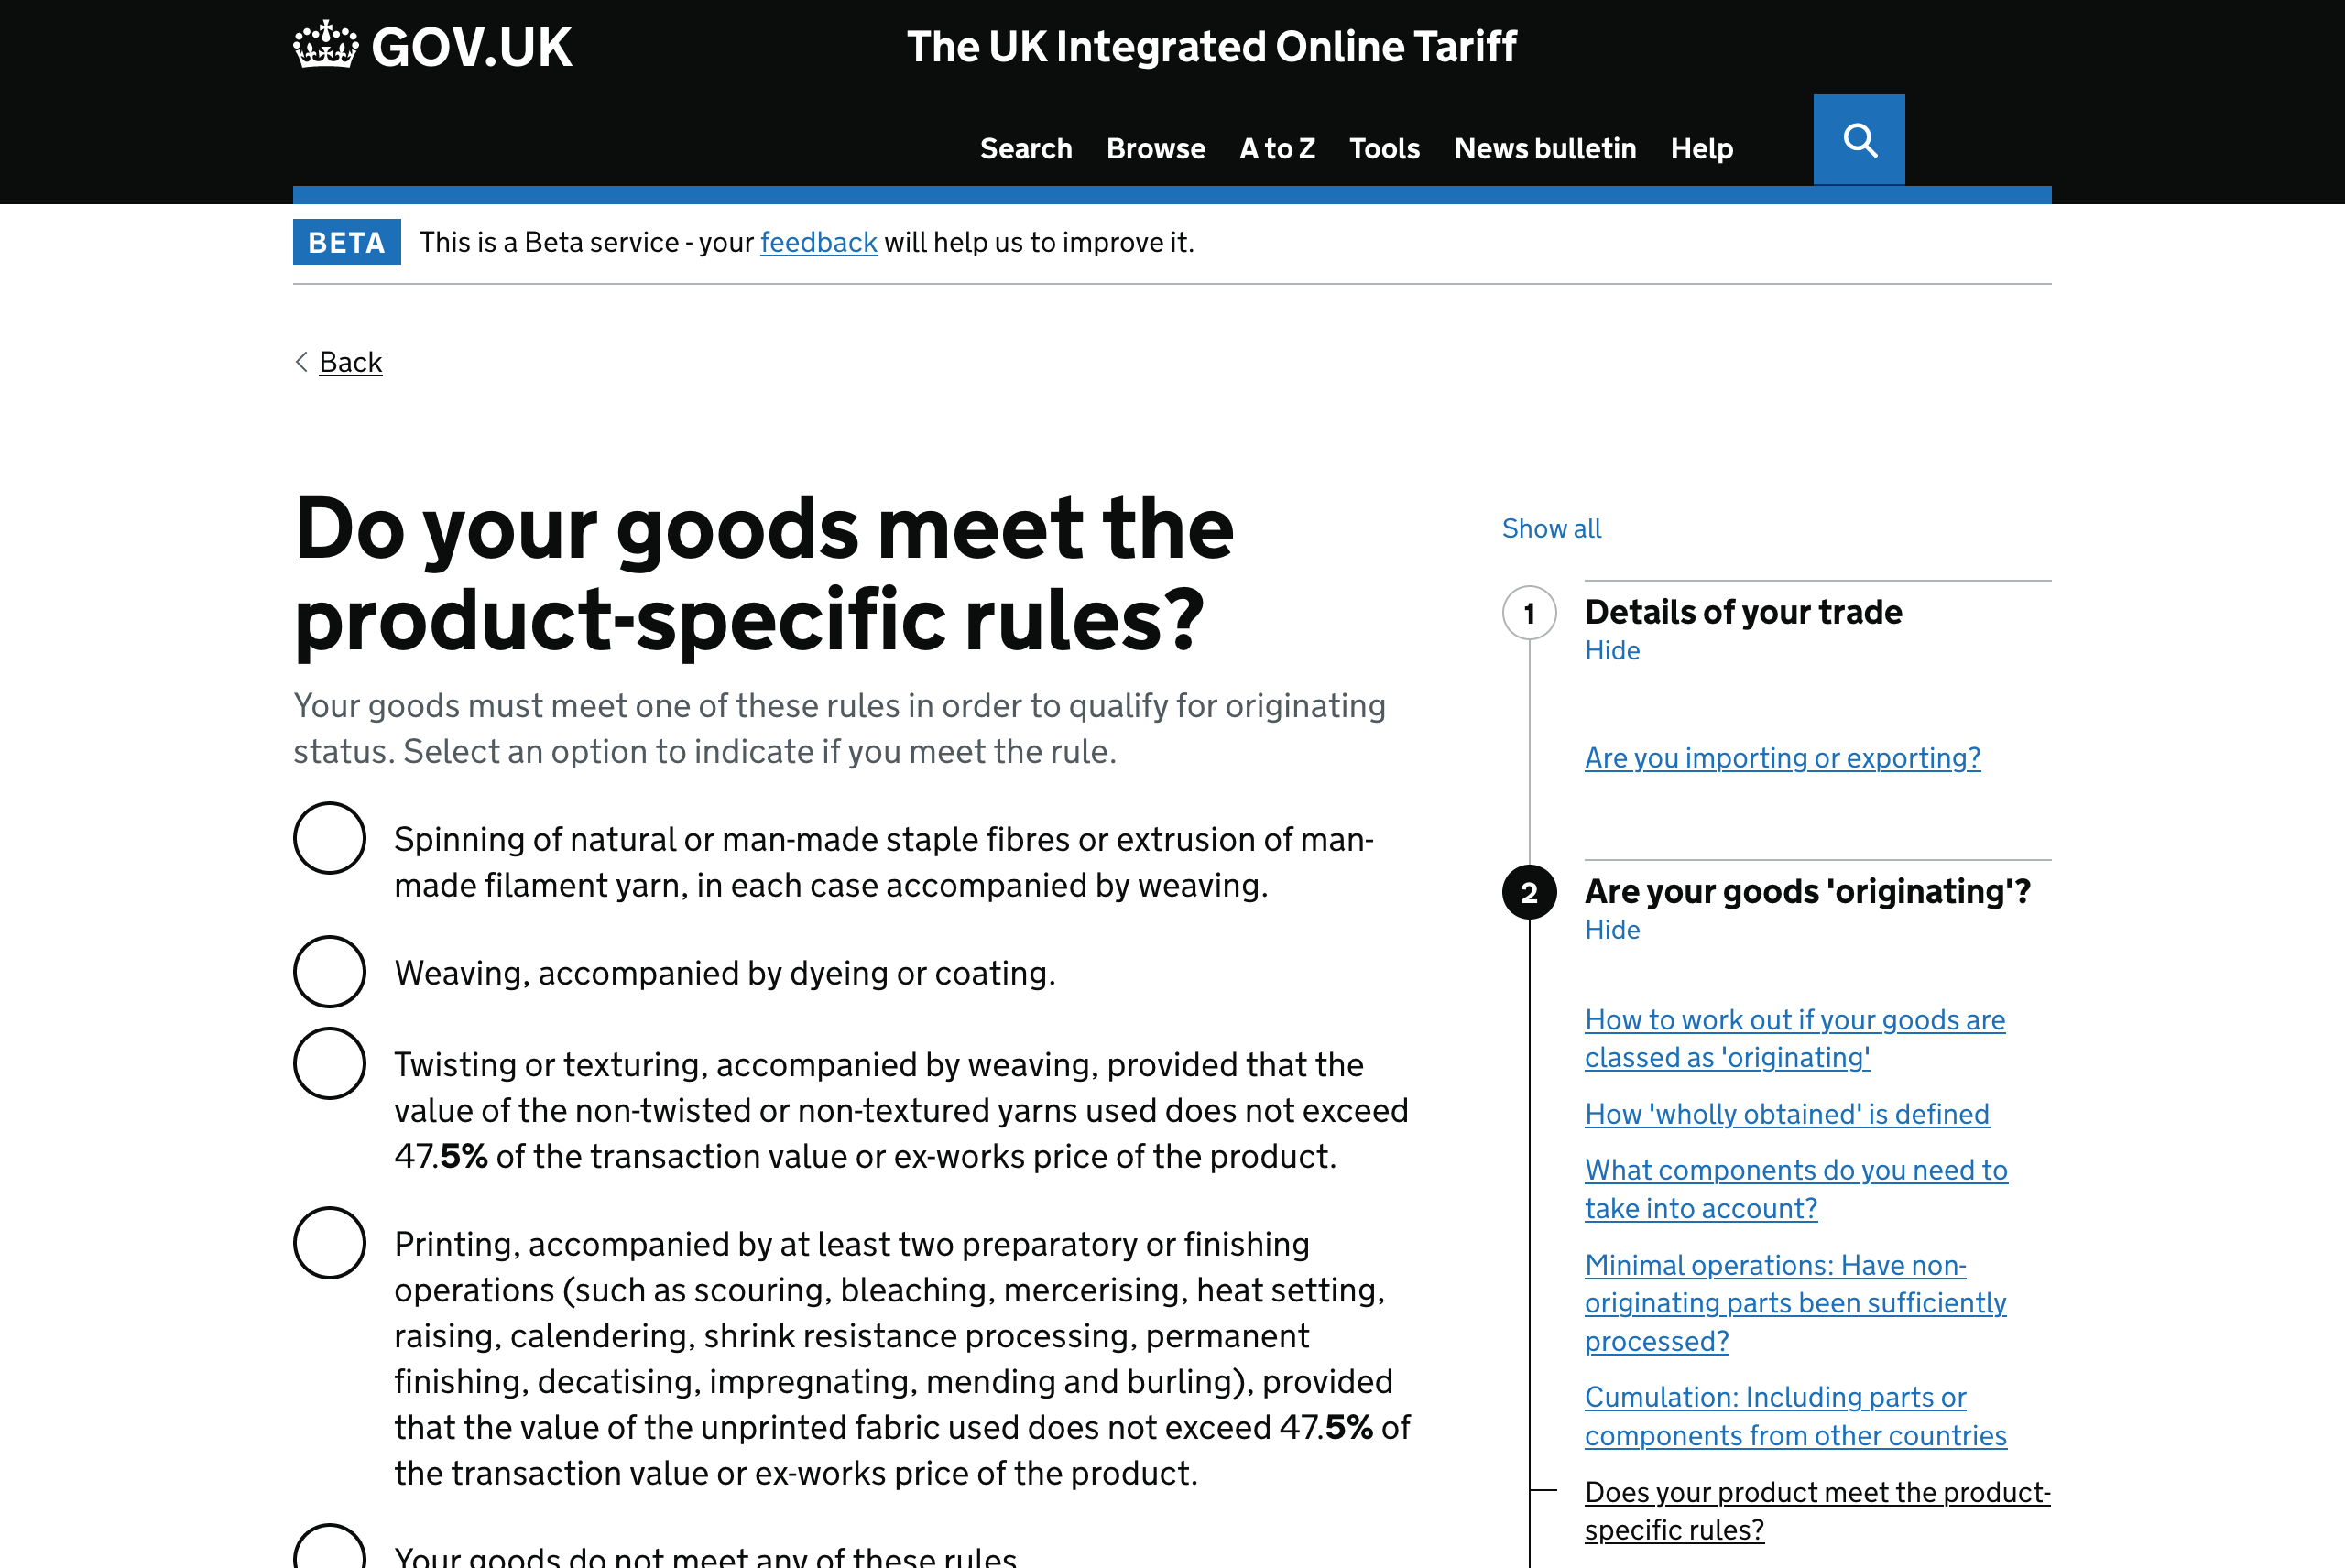 GOV.UK
The UK Integrated Online Tariff
Search Browse A to Z Tools News bulletin Help
BETA This is a Beta service - your feedback will help us to improve it.
Back
Do your goods meet the
product-specific rules?
Your goods must meet one of these rules in order to qualify for originating
status. Select an option to indicate if you meet the rule.
Spinning of natural or man-made staple fibres or extrusion of man-
made filament yarn, in each case accompanied by weaving.
Weaving, accompanied by dyeing or coating.
Twisting or texturing, accompanied by weaving, provided that the
value of the non-twisted or non-textured yarns used does not exceed
47.5% of the transaction value or ex-works price of the product.
Printing, accompanied by at least two preparatory or finishing
operations (such as scouring, bleaching, mercerising, heat setting,
raising, calendering, shrink resistance processing, permanent
finishing, decatising, impregnating, mending and burling), provided
that the value of the unprinted fabric used does not exceed 47.5% of
the transaction value or ex-works price of the product.
Your goods do not meet any of these rules.
Show all
1 Details of your trade
Hide
Are you importing or exporting?
2 Are your goods 'originating'?
Hide
How to work out if your goods are
classed as 'originating'
How 'wholly obtained' is defined
What components do you need to
take into account?
Minimal operations: Have non-
originating parts been sufficiently
processed?
Cumulation: Including parts or
components from other countries
Does your product meet the product-
specific rules?